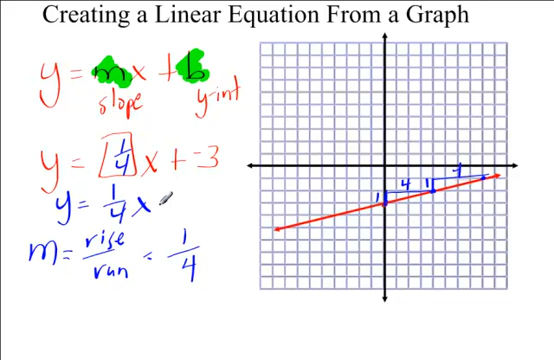 Creating a Linear Equation From a Graph
y = mx + b
slope y-int
y = [1/4]x + -3
y = 1/4 x
m = rise/run = 1/4
1 4 1 4